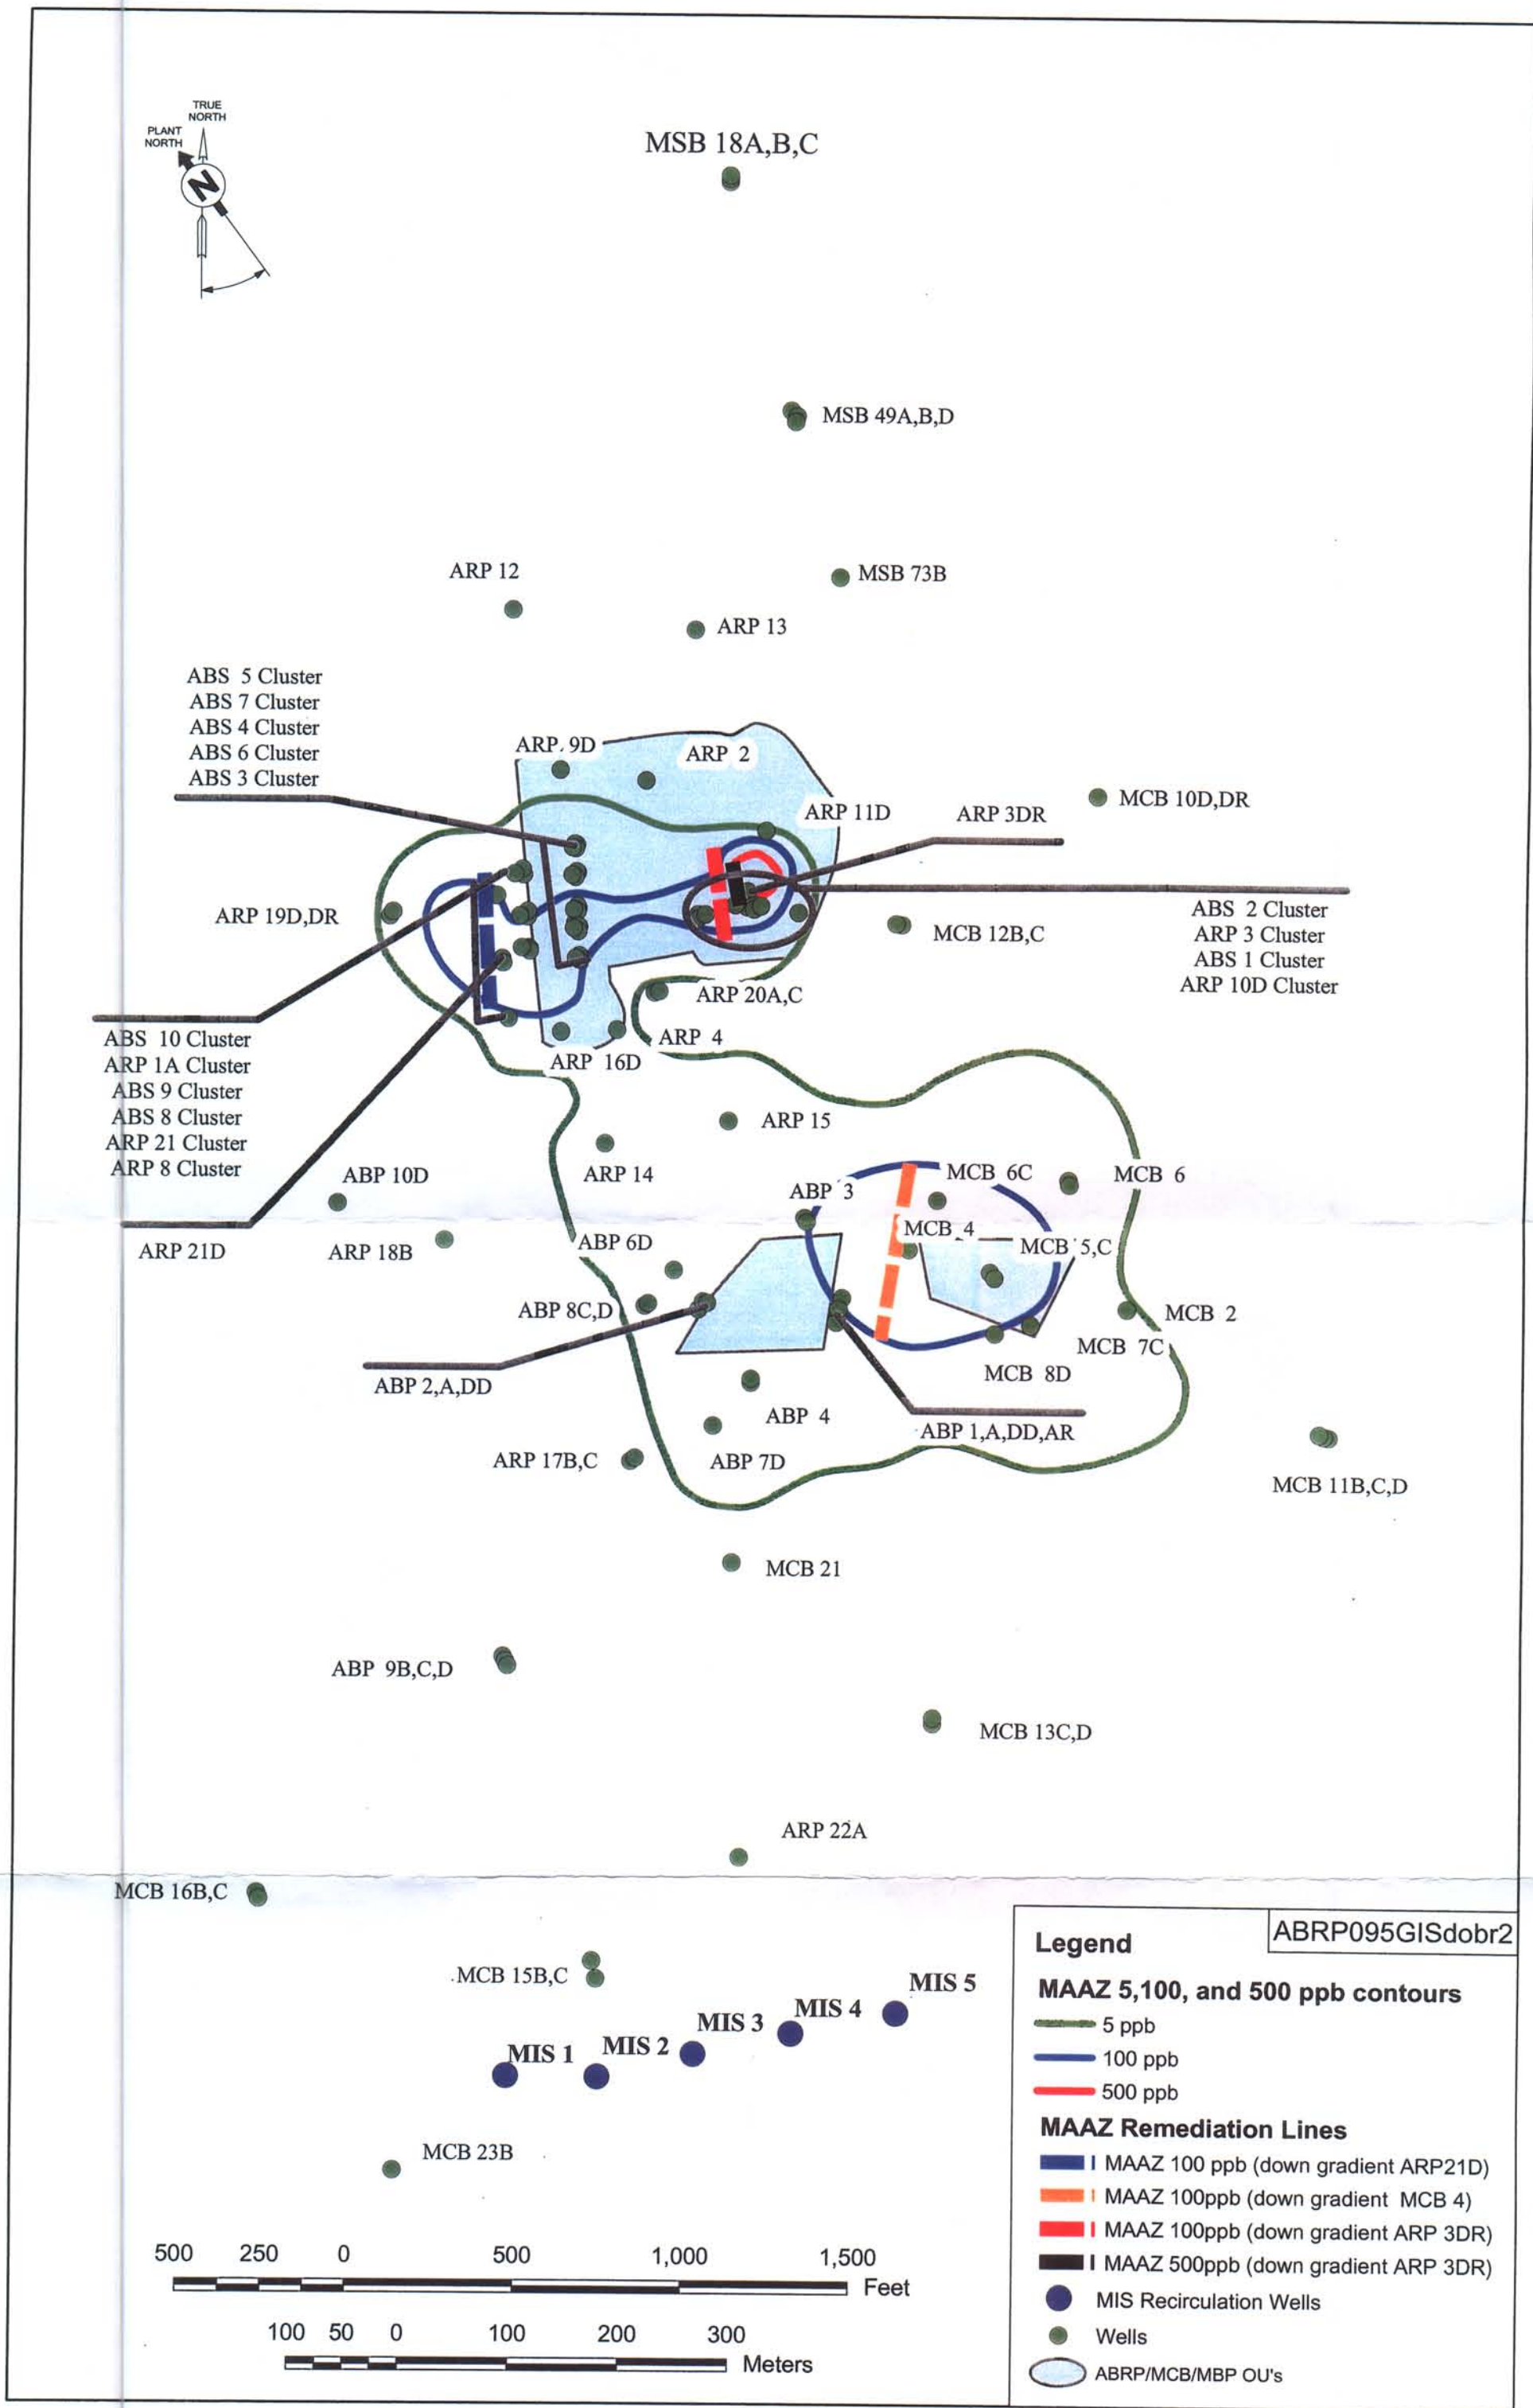 TRUE
NORTH
PLANT
NORTH
N
MSB 18A,B,C
MSB 49A,B,D
ARP 12
MSB 73B
ARP 13
ABS 5 Cluster
ABS 7 Cluster
ABS 4 Cluster
ABS 6 Cluster
ABS 3 Cluster
ARP 9D
ARP 2
ARP 11D
ARP 3DR
MCB 10D,DR
ARP 19D,DR
MCB 12B,C
ABS 2 Cluster
ARP 3 Cluster
ABS 1 Cluster
ARP 10D Cluster
ARP 20A,C
ARP 4
ARP 16D
ABS 10 Cluster
ARP 1A Cluster
ABS 9 Cluster
ABS 8 Cluster
ARP 21 Cluster
ARP 8 Cluster
ARP 15
ARP 14
ABP 10D
ARP 21D
ARP 18B
ABP 3
MCB 6C
MCB 6
MCB 4
MCB 5,C
ABP 6D
ABP 8C,D
MCB 2
MCB 7C
MCB 8D
ABP 2,A,DD
ABP 4
ABP 1,A,DD,AR
ARP 17B,C
ABP 7D
MCB 11B,C,D
MCB 21
ABP 9B,C,D
MCB 13C,D
ARP 22A
MCB 16B,C
MCB 15B,C
MIS 5
MIS 4
MIS 3
MIS 2
MIS 1
MCB 23B
500 250 0 500 1,000 1,500
Feet
100 50 0 100 200 300
Meters
ABRP095GISdobr2
Legend
MAAZ 5,100, and 500 ppb contours
5 ppb
100 ppb
500 ppb
MAAZ Remediation Lines
MAAZ 100 ppb (down gradient ARP21D)
MAAZ 100ppb (down gradient MCB 4)
MAAZ 100ppb (down gradient ARP 3DR)
MAAZ 500ppb (down gradient ARP 3DR)
MIS Recirculation Wells
Wells
ABRP/MCB/MBP OU's